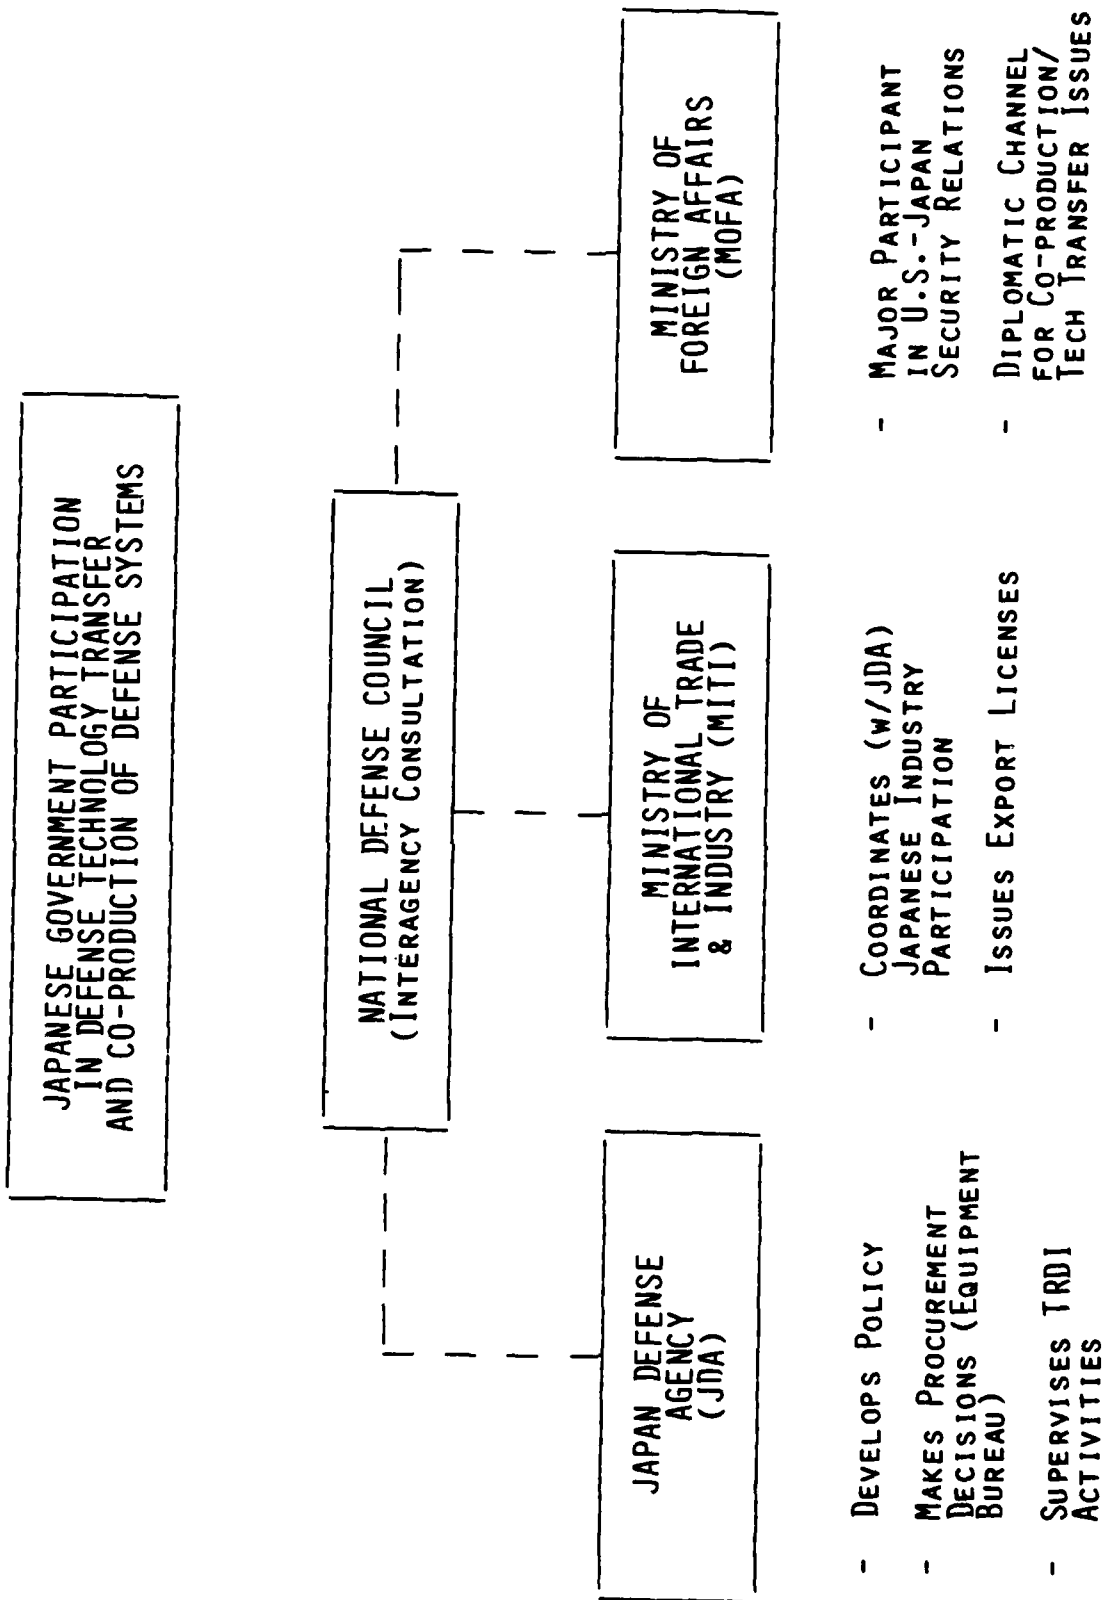 JAPANESE GOVERNMENT PARTICIPATION
IN DEFENSE TECHNOLOGY TRANSFER
AND CO-PRODUCTION OF DEFENSE SYSTEMS
NATIONAL DEFENSE COUNCIL
(INTERAGENCY CONSULTATION)
JAPAN DEFENSE
AGENCY
(JDA)
- DEVELOPS POLICY
- MAKES PROCUREMENT
DECISIONS (EQUIPMENT
BUREAU)
- SUPERVISES TRDI
ACTIVITIES
MINISTRY OF
INTERNATIONAL TRADE
& INDUSTRY (MITI)
- COORDINATES (W/JDA)
JAPANESE INDUSTRY
PARTICIPATION
- ISSUES EXPORT LICENSES
MINISTRY OF
FOREIGN AFFAIRS
(MOFA)
- MAJOR PARTICIPANT
IN U.S.-JAPAN
SECURITY RELATIONS
- DIPLOMATIC CHANNEL
FOR CO-PRODUCTION/
TECH TRANSFER ISSUES